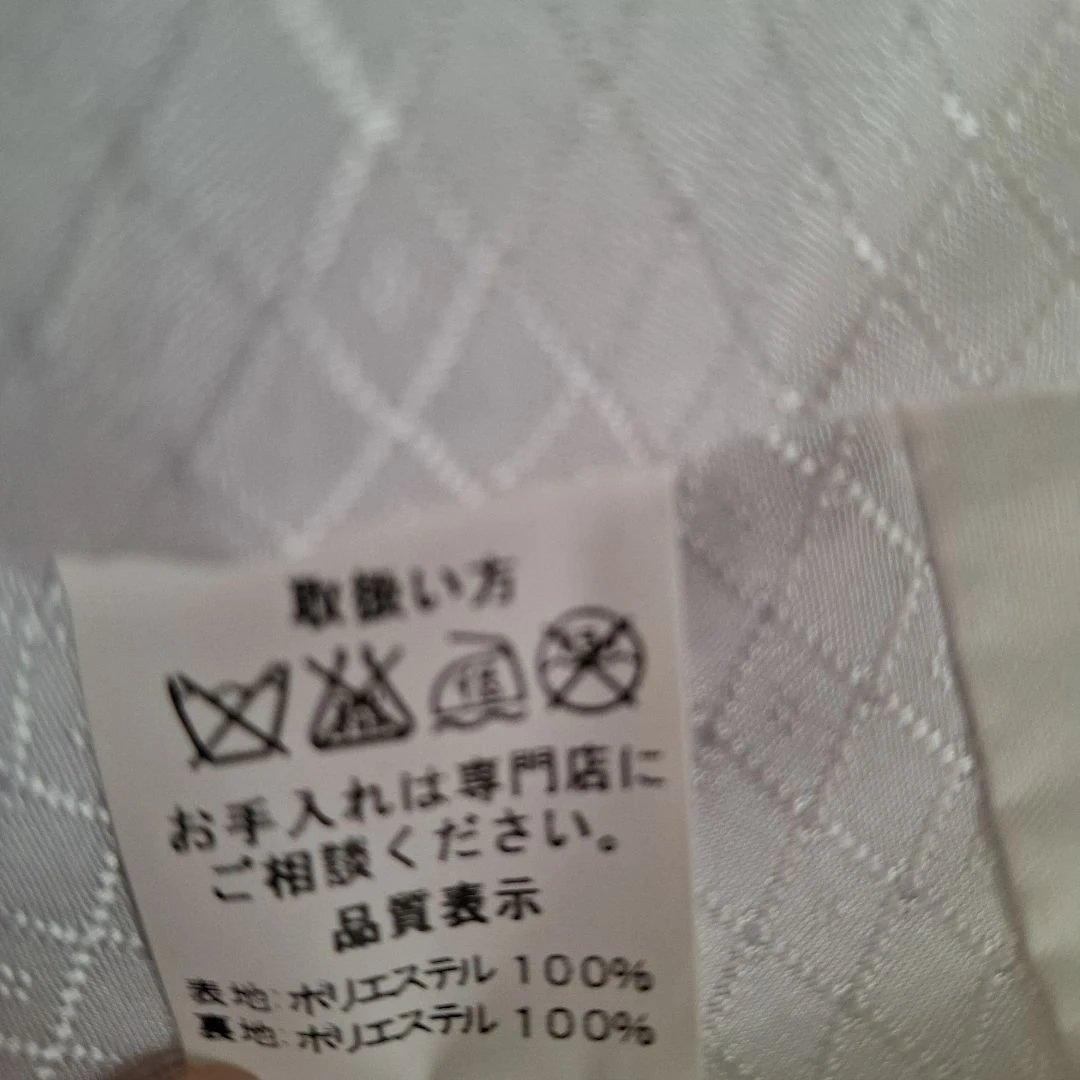 取扱い方
お手入れは専門店に
ご相談ください。
品質表示
表地:ポリエステル 100%
裏地:ポリエステル 100%